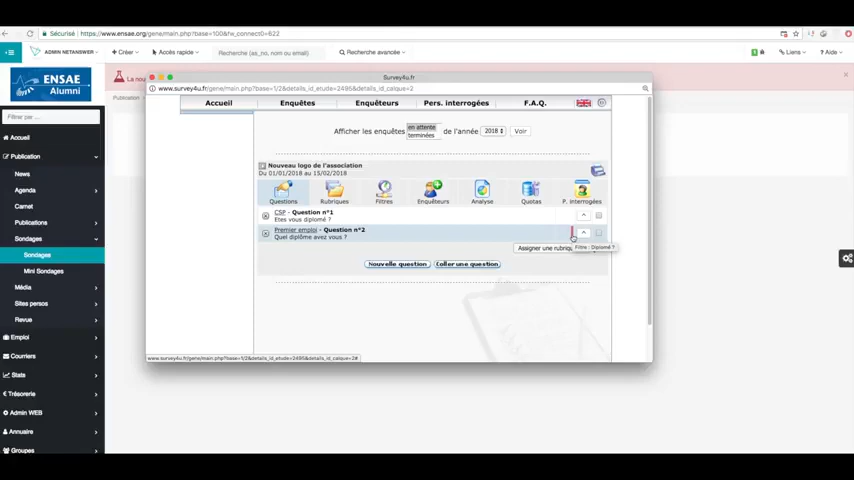 Sécurisé | https://www.ensae.org/gene/main.php?base=100&fw_connect0=622
ADMIN NETANSWER
Créer
Accès rapide
Recherche (as_no, nom ou email)
Recherche avancée
Liens
Aide
ENSAE
Alumni
La nou
Publication
Filtrer par ...
Accueil
Publication
News
Agenda
Carnet
Publications
Sondages
Sondages
Mini Sondages
Média
Sites persos
Revue
Emploi
Courriers
Stats
Trésorerie
Admin WEB
Annuaire
Groupes
Survey4u.fr
www.survey4u.fr/gene/main.php?base=1/2&details_id_etude=2495&details_id_calque=2
Accueil
Enquêtes
Enquêteurs
Pers. interrogées
F.A.Q.
Afficher les enquêtes
en attente
terminées
de l'année
2018
Voir
Nouveau logo de l'association
Du 01/01/2018 au 15/02/2018
Questions
Rubriques
Filtres
Enquêteurs
Analyse
Quotas
P. interrogées
CSP - Question n°1
Etes vous diplomé ?
Premier emploi - Question n°2
Quel diplôme avez vous ?
Assigner une rubriq
Filtre : Diplomé ?
Nouvelle question
Coller une question
www.survey4u.fr/gene/main.php?base=1/2&details_id_etude=2495&details_id_calque=2#